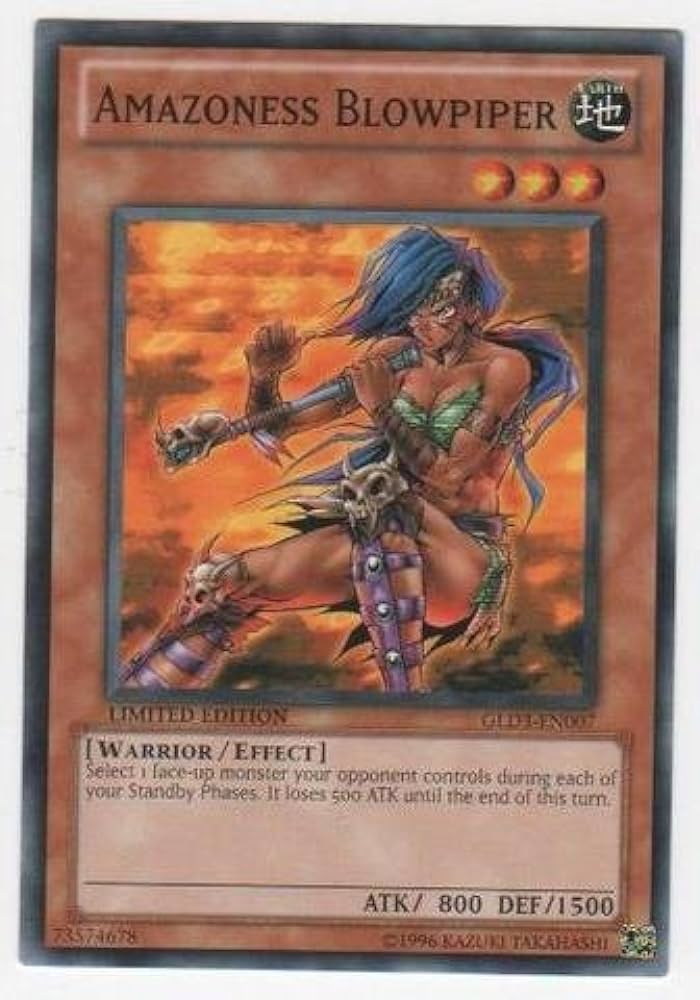 AMAZONESS BLOWPIPER
EARTH
地
LIMITED EDITION
GLD3-EN007
[WARRIOR/EFFECT]
Select 1 face-up monster your opponent controls during each of
your Standby Phases. It loses 500 ATK until the end of this turn.
ATK/ 800 DEF/1500
73574678
©1996 KAZUKI TAKAHASHI